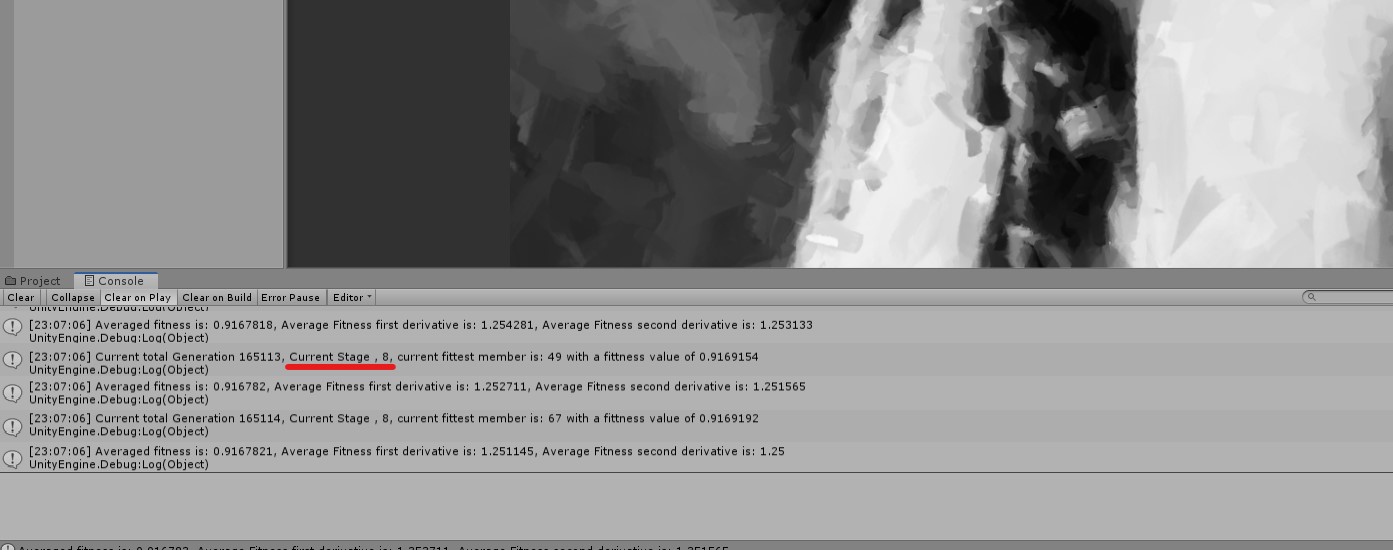 Project
Console
Clear Collapse Clear on Play Clear on Build Error Pause Editor
UnityEngine.Debug:Log(Object)
[23:07:06] Averaged fitness is: 0.9167818, Average Fitness first derivative is: 1.254281, Average Fitness second derivative is: 1.253133
UnityEngine.Debug:Log(Object)
[23:07:06] Current total Generation 165113, Current Stage , 8, current fittest member is: 49 with a fittness value of 0.9169154
UnityEngine.Debug:Log(Object)
[23:07:06] Averaged fitness is: 0.916782, Average Fitness first derivative is: 1.252711, Average Fitness second derivative is: 1.251565
UnityEngine.Debug:Log(Object)
[23:07:06] Current total Generation 165114, Current Stage , 8, current fittest member is: 67 with a fittness value of 0.9169192
UnityEngine.Debug:Log(Object)
[23:07:06] Averaged fitness is: 0.9167821, Average Fitness first derivative is: 1.251145, Average Fitness second derivative is: 1.25
UnityEngine.Debug:Log(Object)
Averaged fitness is: 0.916782, Average Fitness first derivative is: 1.252711, Average Fitness second derivative is: 1.251565